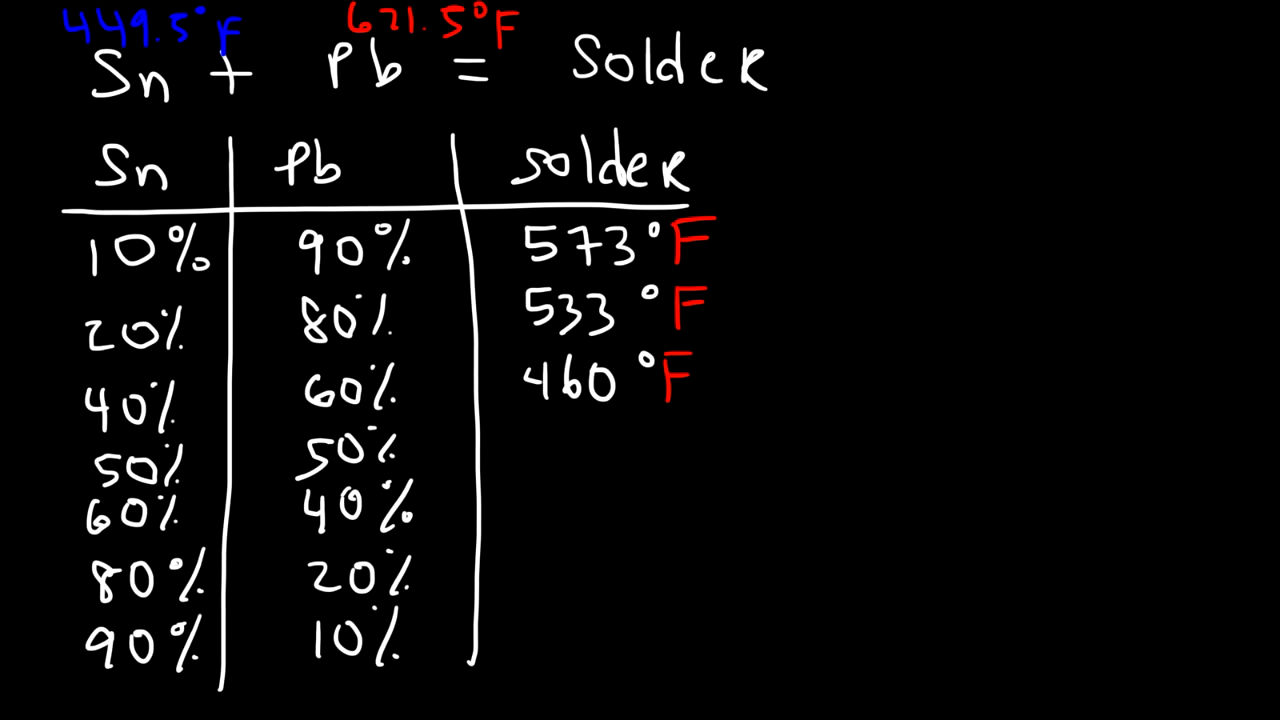 449.5°F 621.5°F
Sn + Pb = Solder
Sn Pb Solder
10% 90% 573°F
20% 80% 533°F
40% 60% 460°F
50% 50%
60% 40%
80% 20%
90% 10%